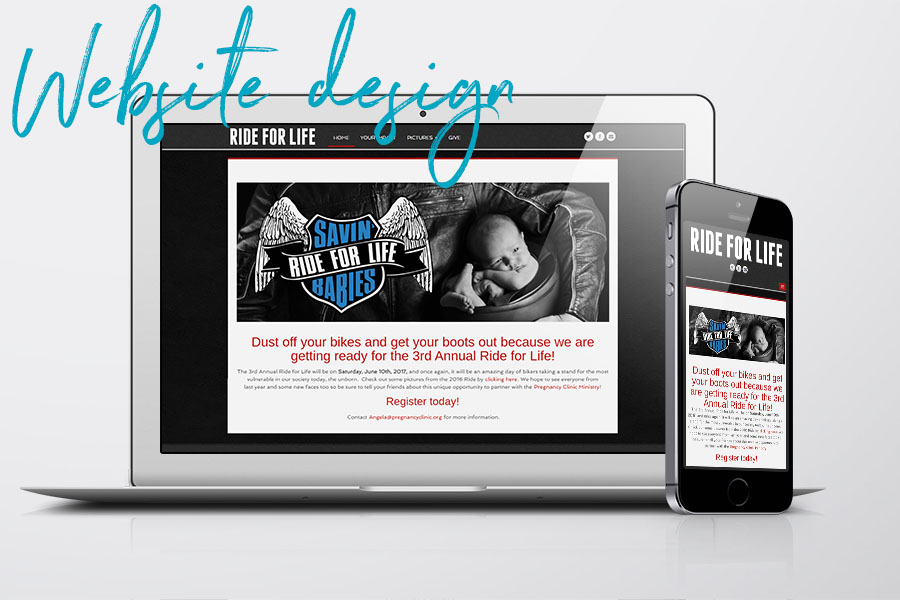 Website design
RIDE FOR LIFE
HOME
PICTURES
GIVE
SAVIN'
RIDE FOR LIFE
BABIES
Dust off your bikes and get your boots out because we are
getting ready for the 3rd Annual Ride for Life!
The 3rd Annual Ride for Life will be on Saturday, June 10th, 2017, and once again, it will be an amazing day of bikers taking a stand for the most
vulnerable in our society today, the unborn. Check out some pictures from the 2016 Ride by clicking here. We hope to see everyone from
last year and some new faces too so be sure to tell your friends about this unique opportunity to partner with the Pregnancy Clinic Ministry!
Register today!
Contact Angela@pregnancyclinic.org for more information.
RIDE FOR LIFE
SAVIN'
RIDE FOR LIFE
BABIES
Dust off your bikes and get
your boots out because we
are getting ready for the 3rd
Annual Ride for Life!
Register today!